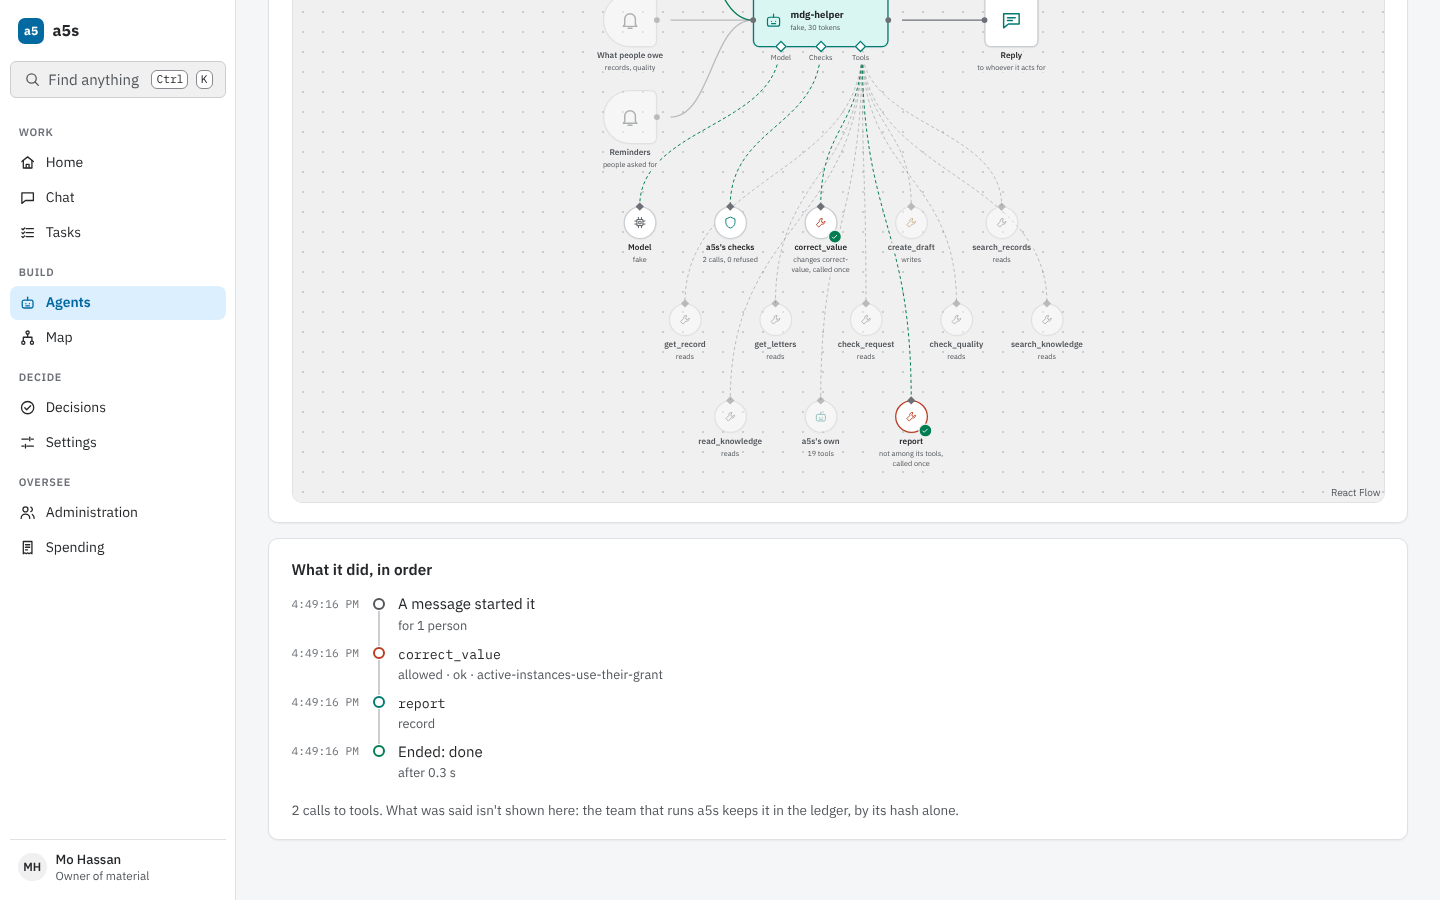 a5 a5s
Find anything Ctrl K
WORK
Home
Chat
Tasks
BUILD
Agents
Map
DECIDE
Decisions
Settings
OVERSEE
Administration
Spending
MH
Mo Hassan
Owner of material
mdg-helper
fake, 30 tokens
Model Checks Tools
What people owe
records, quality
Reply
to whoever it acts for
Reminders
people asked for
Model
fake
a5s's checks
2 calls, 0 refused
correct_value
changes correct-
value, called once
create_draft
writes
search_records
reads
get_record
reads
get_letters
reads
check_request
reads
check_quality
reads
search_knowledge
reads
read_knowledge
reads
a5s's own
19 tools
report
not among its tools,
called once
React Flow
What it did, in order
4:49:16 PM A message started it
for 1 person
4:49:16 PM correct_value
allowed · ok · active-instances-use-their-grant
4:49:16 PM report
record
4:49:16 PM Ended: done
after 0.3 s
2 calls to tools. What was said isn't shown here: the team that runs a5s keeps it in the ledger, by its hash alone.